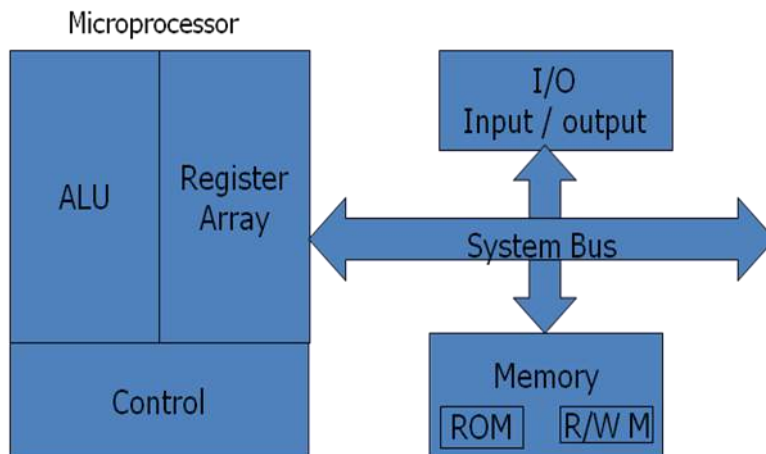 Microprocessor
ALU
Register
Array
Control
I/O
Input / output
System Bus
Memory
ROM
R/W M